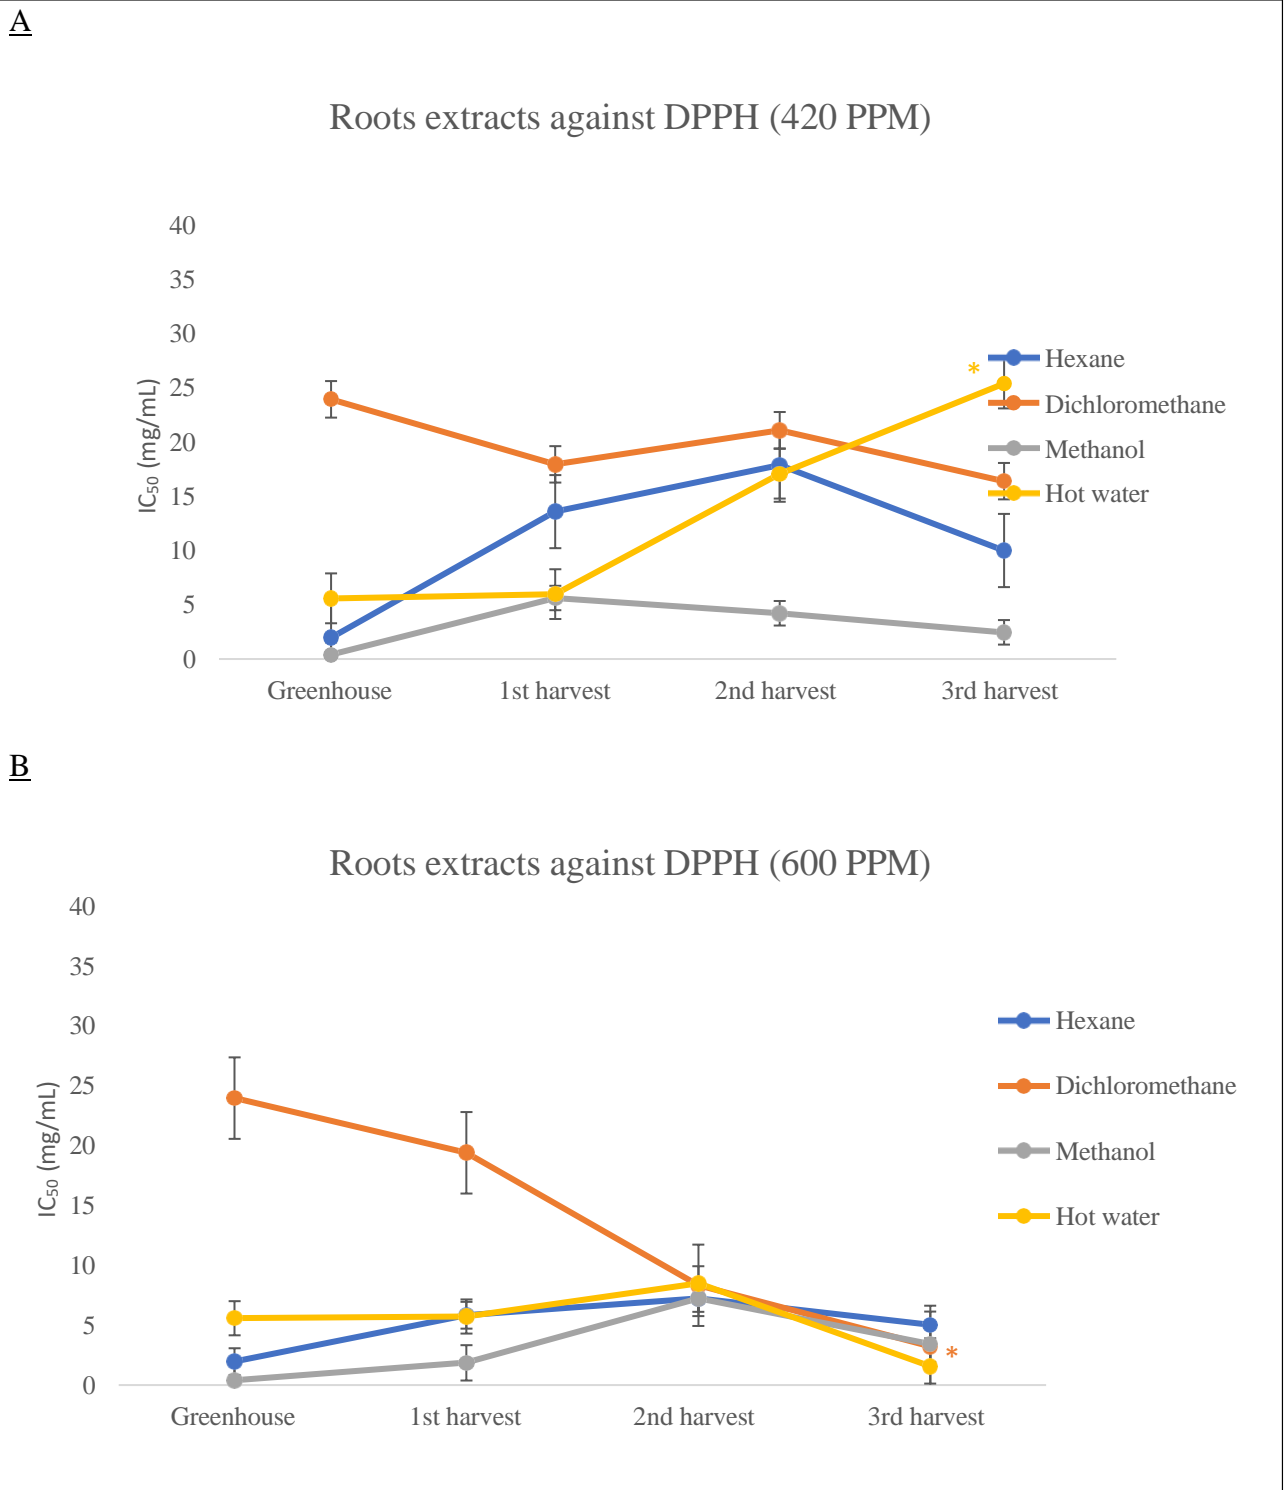 A
Roots extracts against DPPH (420 PPM)
40
35
30
25
20
15
10
5
0
IC₅₀ (mg/mL)
*
Hexane
Dichloromethane
Methanol
Hot water
Greenhouse 1st harvest 2nd harvest 3rd harvest
B
Roots extracts against DPPH (600 PPM)
40
35
30
25
20
15
10
5
0
IC₅₀ (mg/mL)
Hexane
Dichloromethane
Methanol
Hot water
*
Greenhouse 1st harvest 2nd harvest 3rd harvest